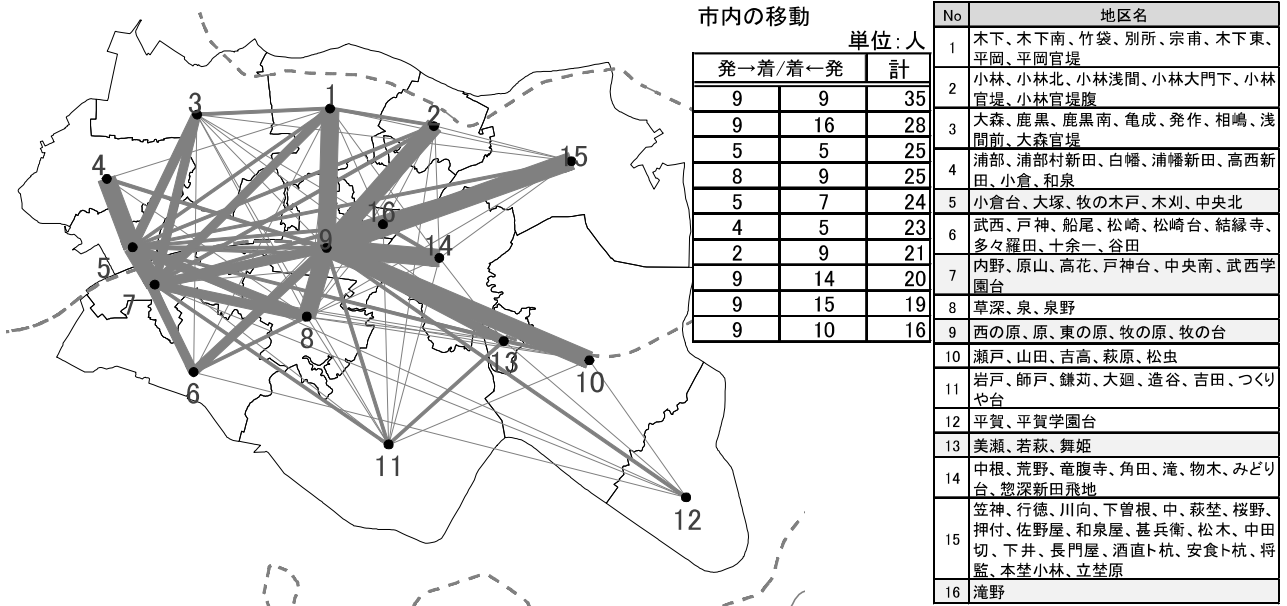 市内の移動
単位：人
発→着/着←発 計
9 9 35
9 16 28
5 5 25
8 9 25
5 7 24
4 5 23
2 9 21
9 14 20
9 15 19
9 10 16
No 地区名
1 木下、木下南、竹袋、別所、宗甫、木下東、
平岡、平岡官堤
2 小林、小林北、小林浅間、小林大門下、小林
官堤、小林官堤腹
3 大森、鹿黒、鹿黒南、亀成、発作、相嶋、浅
間前、大森官堤
4 浦部、浦部村新田、白幡、浦幡新田、高西新
田、小倉、和泉
5 小倉台、大塚、牧の木戸、木刈、中央北
6 武西、戸神、船尾、松崎、松崎台、結縁寺、
多々羅田、十余一、谷田
7 内野、原山、高花、戸神台、中央南、武西学
園台
8 草深、泉、泉野
9 西の原、原、東の原、牧の原、牧の台
10 瀬戸、山田、吉高、萩原、松虫
11 岩戸、師戸、鎌苅、大廻、造谷、吉田、つくり
や台
12 平賀、平賀学園台
13 美瀬、若萩、舞姫
14 中根、荒野、竜腹寺、角田、滝、物木、みどり
台、惣深新田飛地
15 笠神、行徳、川向、下曽根、中、萩埜、桜野、
押付、佐野屋、和泉屋、甚兵衛、松木、中田
切、下井、長門屋、酒直ト杭、安食ト杭、将
監、本埜小林、立埜原
16 滝野
1
2
3
4
15
16
9
14
5
7
8
13
6
10
11
12